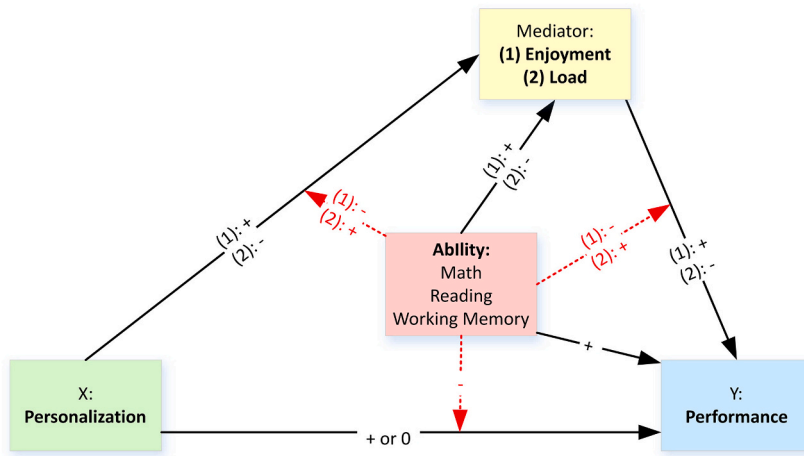 Mediator:
(1) Enjoyment
(2) Load
(1): +
(2): -
(1): -
(2): +
(1): +
(2): -
AbIlity:
Math
Reading
Working Memory
(1): -
(2): +
(1): +
(2): -
+
-
X:
Personalization
+ or 0
Y:
Performance